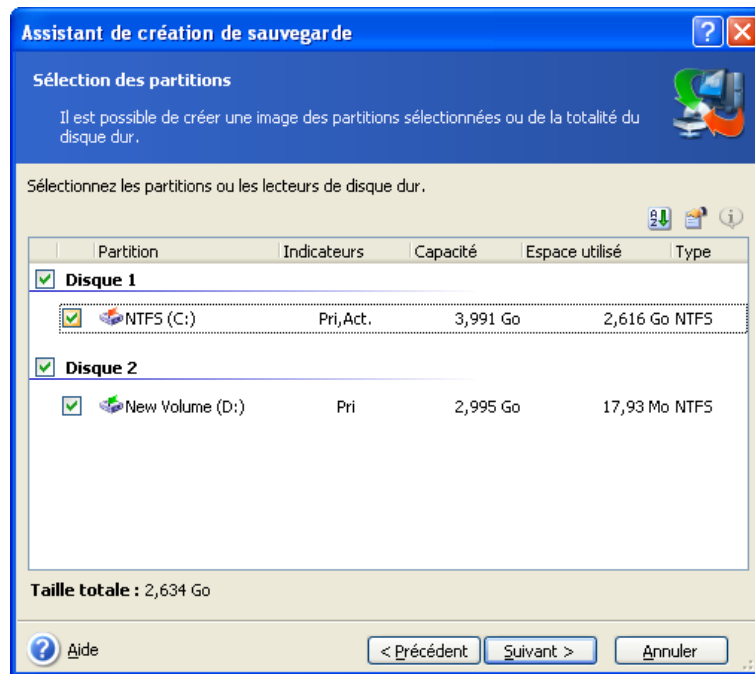 Assistant de création de sauvegarde
Sélection des partitions
Il est possible de créer une image des partitions sélectionnées ou de la totalité du
disque dur.
Sélectionnez les partitions ou les lecteurs de disque dur.
Partition Indicateurs Capacité Espace utilisé Type
Disque 1
NTFS (C:) Pri,Act. 3,991 Go 2,616 Go NTFS
Disque 2
New Volume (D:) Pri 2,995 Go 17,93 Mo NTFS
Taille totale : 2,634 Go
Aide < Précédent Suivant > Annuler